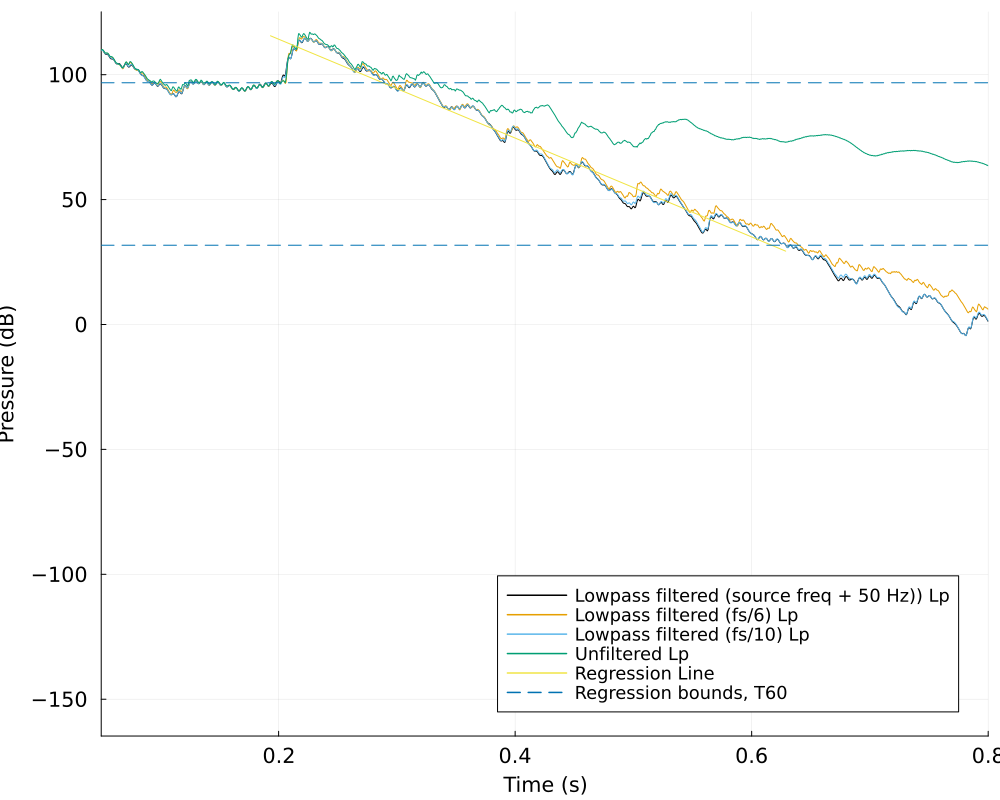 100
50
0
−50
−100
−150
Pressure (dB)
Lowpass filtered (source freq + 50 Hz)) Lp
Lowpass filtered (fs/6) Lp
Lowpass filtered (fs/10) Lp
Unfiltered Lp
Regression Line
Regression bounds, T60
0.2 0.4 0.6 0.8
Time (s)